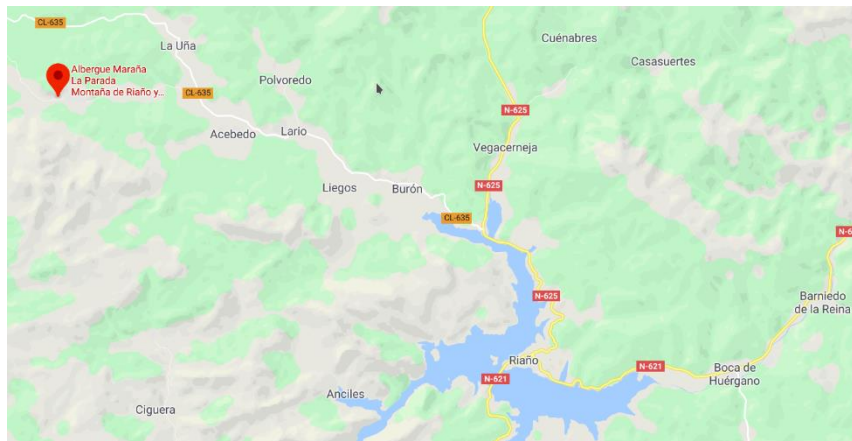 CL-635
La Uña
Cuénabres
Casasuertes
Albergue Maraña
La Parada
Montaña de Riaño y...
Polvoredo
CL-635
N-625
Acebedo
Lario
Vegacerneja
Liegos
Burón
N-625
CL-635
N-6
N-625
Barniedo
de la Reina
Riaño
N-621
Boca de
Huérgano
N-621
Anciles
Ciguera